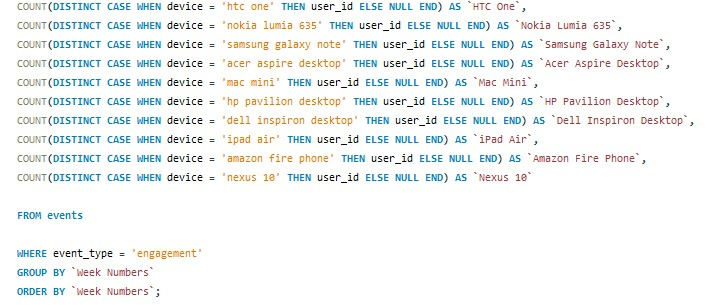 COUNT(DISTINCT CASE WHEN device = 'htc one' THEN user_id ELSE NULL END) AS `HTC One`,
COUNT(DISTINCT CASE WHEN device = 'nokia lumia 635' THEN user_id ELSE NULL END) AS `Nokia Lumia 635`,
COUNT(DISTINCT CASE WHEN device = 'samsung galaxy note' THEN user_id ELSE NULL END) AS `Samsung Galaxy Note`,
COUNT(DISTINCT CASE WHEN device = 'acer aspire desktop' THEN user_id ELSE NULL END) AS `Acer Aspire Desktop`,
COUNT(DISTINCT CASE WHEN device = 'mac mini' THEN user_id ELSE NULL END) AS `Mac Mini`,
COUNT(DISTINCT CASE WHEN device = 'hp pavilion desktop' THEN user_id ELSE NULL END) AS `HP Pavilion Desktop`,
COUNT(DISTINCT CASE WHEN device = 'dell inspiron desktop' THEN user_id ELSE NULL END) AS `Dell Inspiron Desktop`,
COUNT(DISTINCT CASE WHEN device = 'ipad air' THEN user_id ELSE NULL END) AS `iPad Air`,
COUNT(DISTINCT CASE WHEN device = 'amazon fire phone' THEN user_id ELSE NULL END) AS `Amazon Fire Phone`,
COUNT(DISTINCT CASE WHEN device = 'nexus 10' THEN user_id ELSE NULL END) AS `Nexus 10`
FROM events
WHERE event_type = 'engagement'
GROUP BY `Week Numbers`
ORDER BY `Week Numbers`;